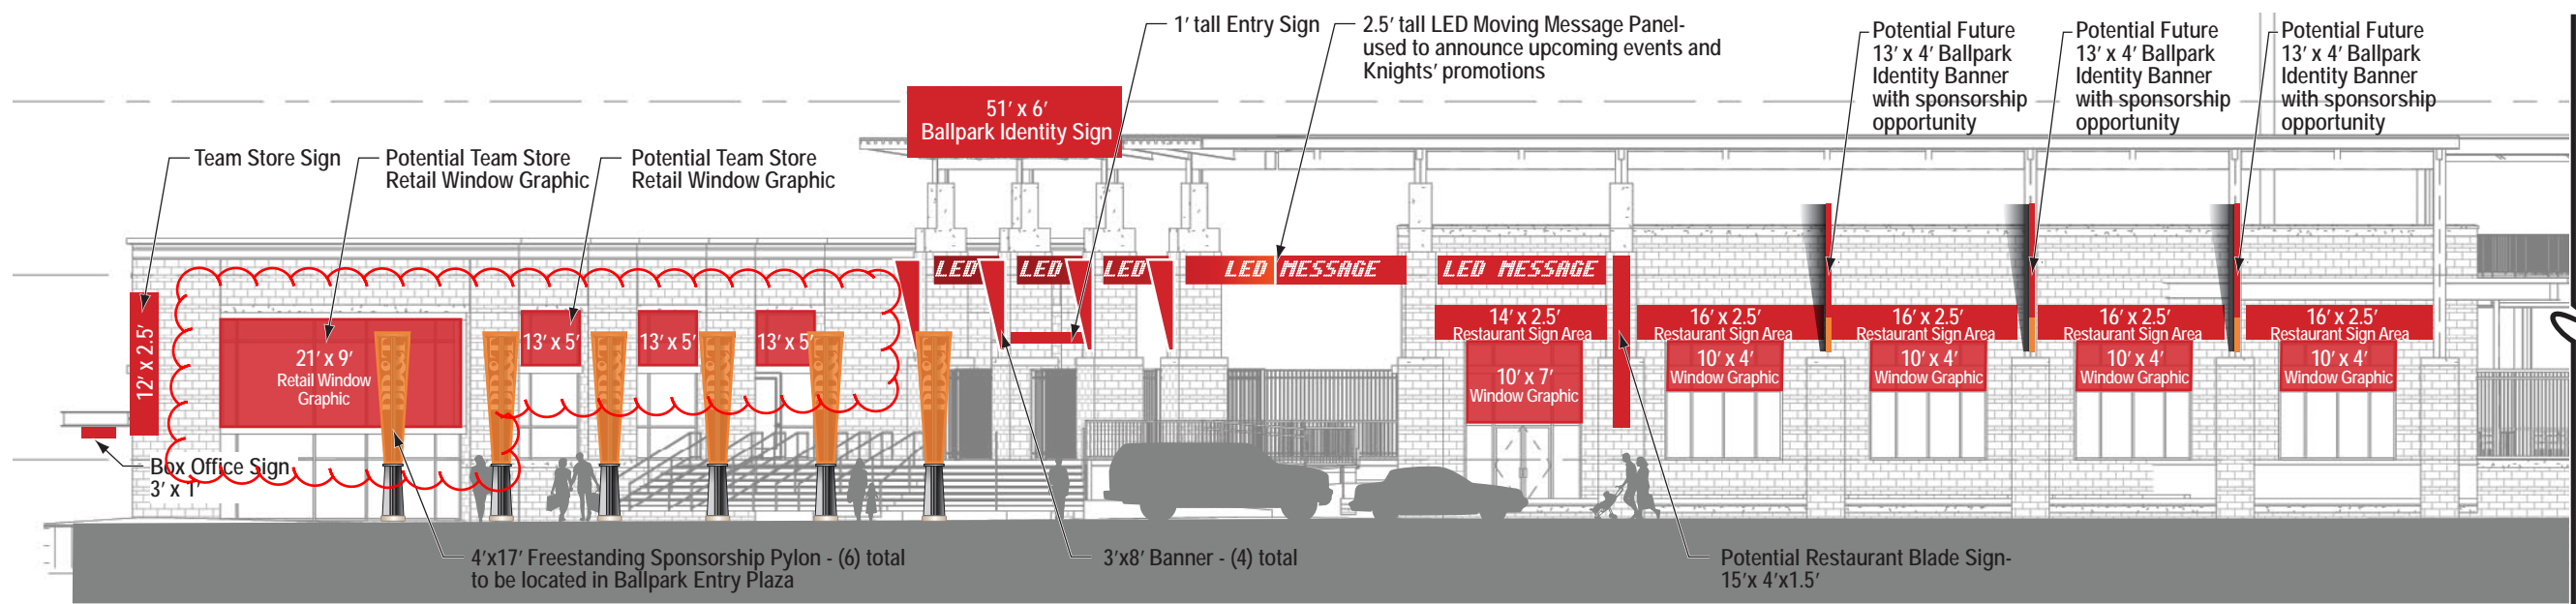 1' tall Entry Sign
2.5' tall LED Moving Message Panel-
used to announce upcoming events and
Knights' promotions
Potential Future
13' x 4' Ballpark
Identity Banner
with sponsorship
opportunity
Potential Future
13' x 4' Ballpark
Identity Banner
with sponsorship
opportunity
Potential Future
13' x 4' Ballpark
Identity Banner
with sponsorship
opportunity
51' x 6'
Ballpark Identity Sign
Team Store Sign
Potential Team Store
Retail Window Graphic
Potential Team Store
Retail Window Graphic
LED
LED
LED
LED MESSAGE
LED MESSAGE
12' x 2.5'
21' x 9'
Retail Window
Graphic
13' x 5'
13' x 5'
13' x 5'
14' x 2.5'
Restaurant Sign Area
16' x 2.5'
Restaurant Sign Area
16' x 2.5'
Restaurant Sign Area
16' x 2.5'
Restaurant Sign Area
16' x 2.5'
Restaurant Sign Area
10' x 7'
Window Graphic
10' x 4'
Window Graphic
10' x 4'
Window Graphic
10' x 4'
Window Graphic
10' x 4'
Window Graphic
Box Office Sign
3' x 1'
4'x17' Freestanding Sponsorship Pylon - (6) total
to be located in Ballpark Entry Plaza
3'x8' Banner - (4) total
Potential Restaurant Blade Sign-
15'x 4'x1.5'